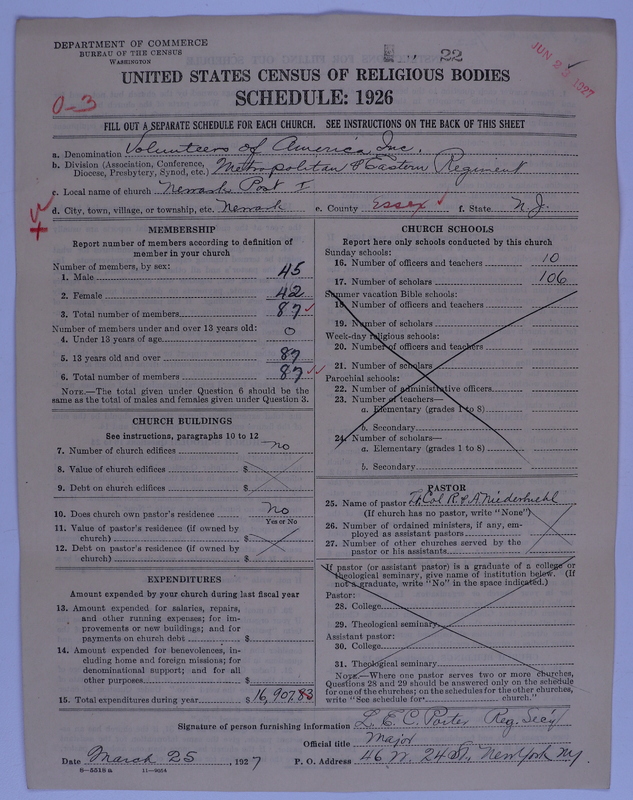 DEPARTMENT OF COMMERCE
BUREAU OF THE CENSUS
WASHINGTON
22
JUN 23 1927
UNITED STATES CENSUS OF RELIGIOUS BODIES
SCHEDULE: 1926
0-3
FILL OUT A SEPARATE SCHEDULE FOR EACH CHURCH. SEE INSTRUCTIONS ON THE BACK OF THIS SHEET
a. Denomination Volunteers of America Inc.
b. Division (Association, Conference, Diocese, Presbytery, Synod, etc.) Metropolitan & Eastern Regiment
c. Local name of church Newark Post I
d. City, town, village, or township, etc. Newark e. County Essex f. State N.J.
MEMBERSHIP
Report number of members according to definition of
member in your church
Number of members, by sex:
1. Male 45
2. Female 42
3. Total number of members 87
Number of members under and over 13 years old:
4. Under 13 years of age 0
5. 13 years old and over 87
6. Total number of members 87
NOTE.—The total given under Question 6 should be the
same as the total of males and females given under Question 3.
CHURCH BUILDINGS
See instructions, paragraphs 10 to 12
7. Number of church edifices no
8. Value of church edifices $
9. Debt on church edifices $
10. Does church own pastor's residence No
Yes or No
11. Value of pastor's residence (if owned by
church) $
12. Debt on pastor's residence (if owned by
church) $
EXPENDITURES
Amount expended by your church during last fiscal year
13. Amount expended for salaries, repairs,
and other running expenses; for im-
provements or new buildings; and for
payments on church debt $
14. Amount expended for benevolences, in-
cluding home and foreign missions; for
denominational support; and for all
other purposes $
15. Total expenditures during year $ 16,907.83
CHURCH SCHOOLS
Report here only schools conducted by this church
Sunday schools:
16. Number of officers and teachers 10
17. Number of scholars 106
Summer vacation Bible schools:
18. Number of officers and teachers
19. Number of scholars
Week-day religious schools:
20. Number of officers and teachers
21. Number of scholars
Parochial schools:
22. Number of administrative officers
23. Number of teachers—
a. Elementary (grades 1 to 8)
b. Secondary
24. Number of scholars—
a. Elementary (grades 1 to 8)
b. Secondary
PASTOR
25. Name of pastor Lt. Col R. & A Niederhuehl
(If church has no pastor, write "None")
26. Number of ordained ministers, if any, em-
ployed as assistant pastors
27. Number of other churches served by the
pastor or his assistants
If pastor (or assistant pastor) is a graduate of a college or
theological seminary, give name of institution below. (If
not a graduate, write "No" in the space indicated.)
Pastor:
28. College
29. Theological seminary
Assistant pastor:
30. College
31. Theological seminary
NOTE.—Where one pastor serves two or more churches,
Questions 28 and 29 should be answered only on the schedule
for one of the churches; on the schedules for the other churches,
write "See schedule for church."
Signature of person furnishing information L. E. C. Porter Reg. Sec'y
Official title Major
Date March 25, 1927 P. O. Address 46 W. 24 St., New York NY
8-5518a 11-9054